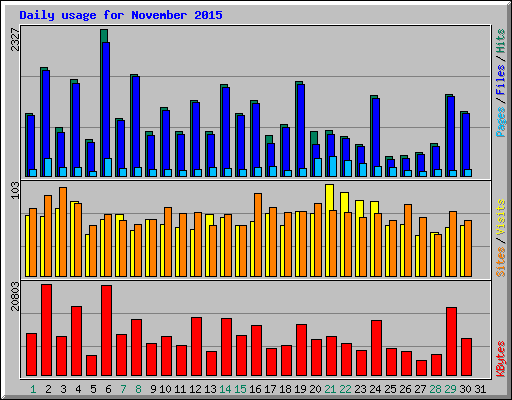 Daily usage for November 2015
2327
Pages / Files / Hits
103
Sites / Visits
20803
KBytes
1 2 3 4 5 6 7 8 9 10 11 12 13 14 15 16 17 18 19 20 21 22 23 24 25 26 27 28 29 30 31